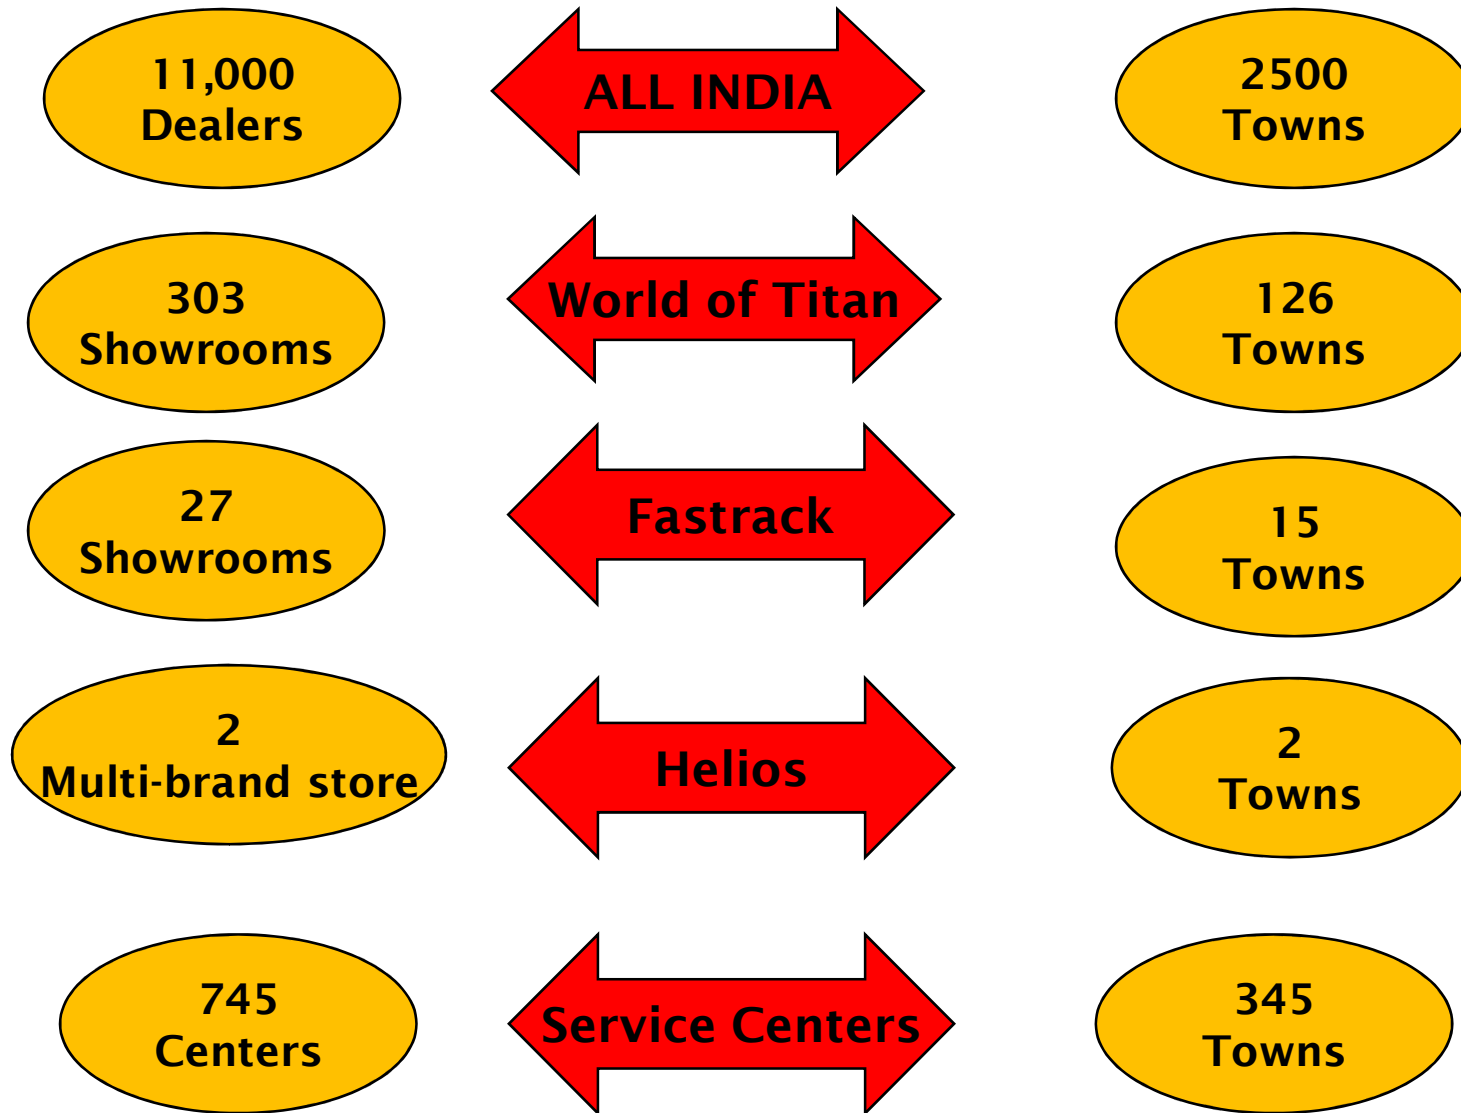 11,000
Dealers
ALL INDIA
2500
Towns
303
Showrooms
World of Titan
126
Towns
27
Showrooms
Fastrack
15
Towns
2
Multi-brand store
Helios
2
Towns
745
Centers
Service Centers
345
Towns